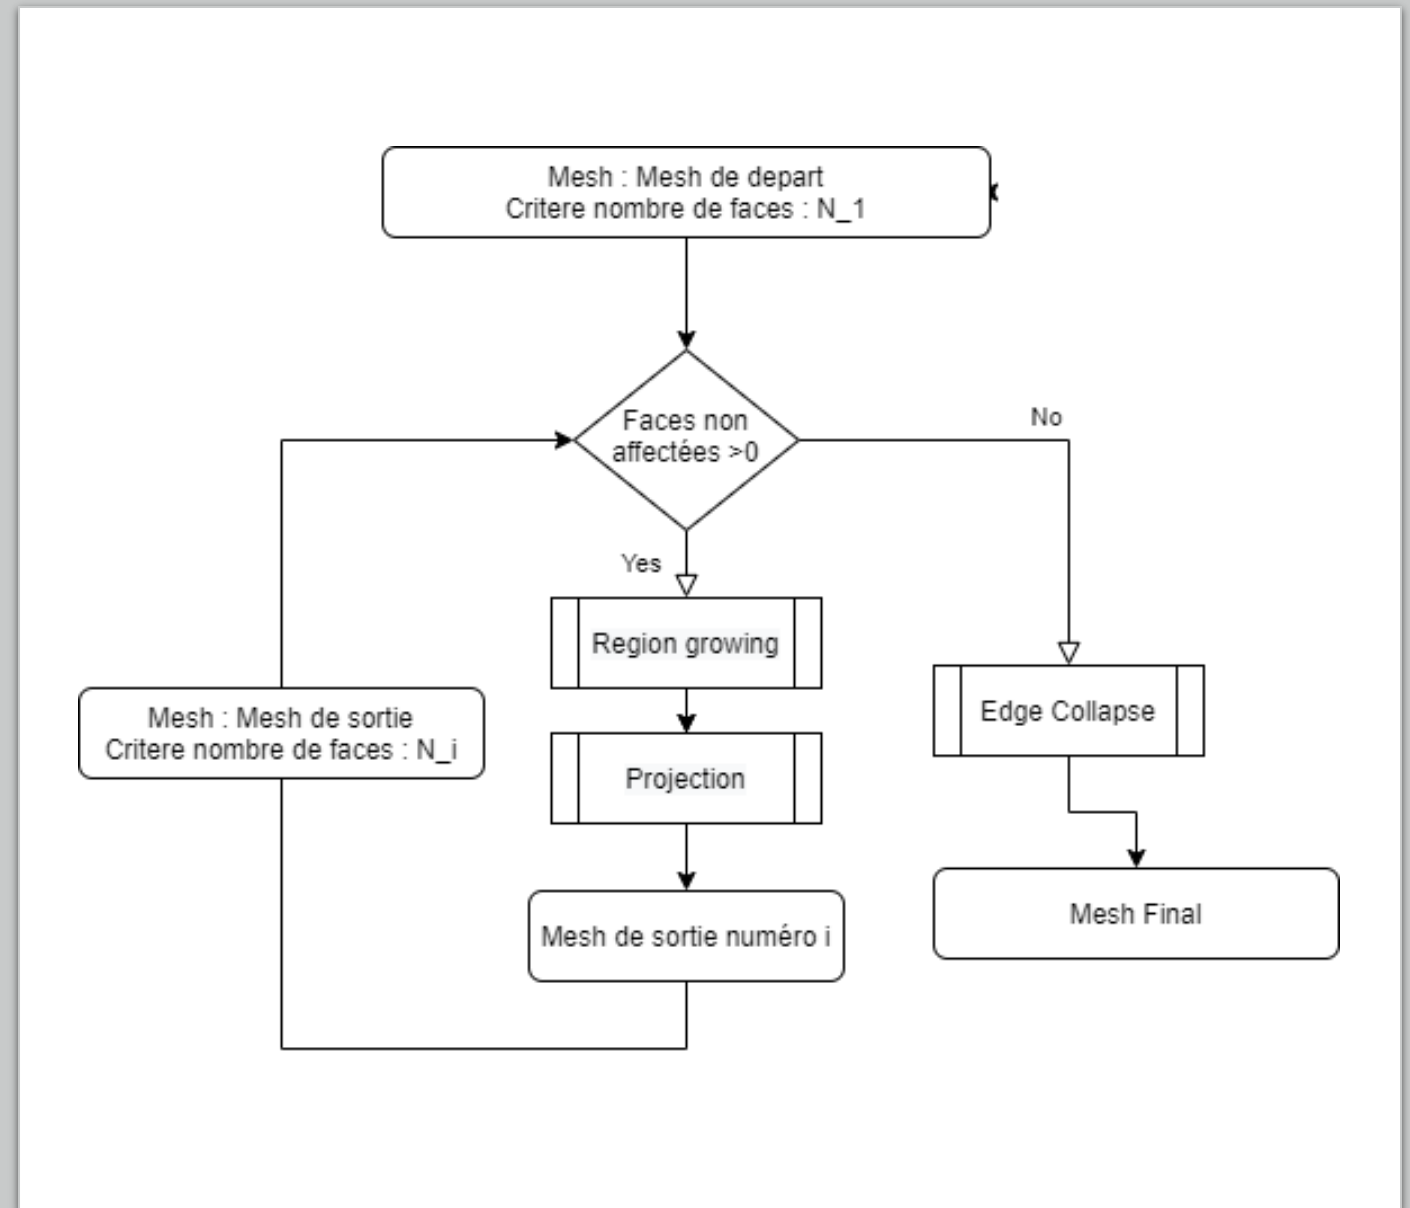 Mesh : Mesh de depart
Critere nombre de faces : N_1
Faces non
affectées >0
No
Yes
Region growing
Mesh : Mesh de sortie
Critere nombre de faces : N_i
Edge Collapse
Projection
Mesh de sortie numéro i
Mesh Final